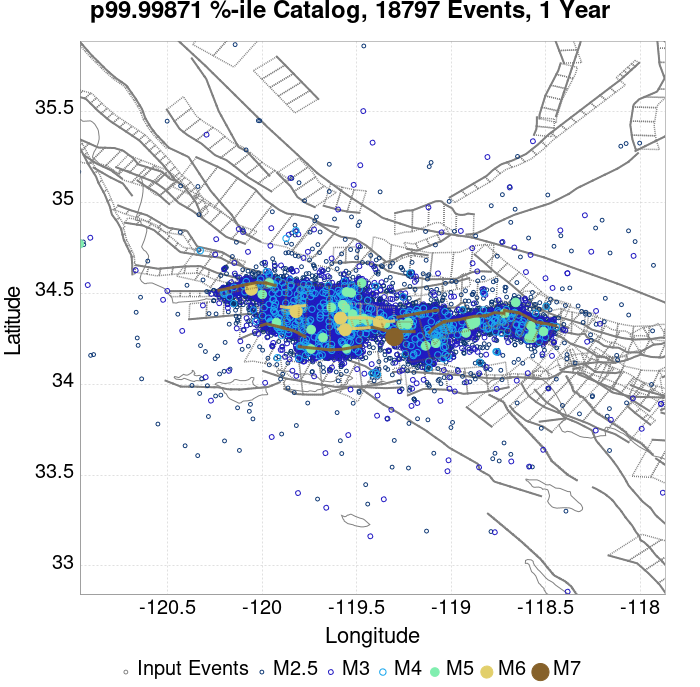 p99.99871 %-ile Catalog, 18797 Events, 1 Year
35.5
35
34.5
34
33.5
33
Latitude
-120.5 -120 -119.5 -119 -118.5 -118
Longitude
Input Events M2.5 M3 M4 M5 M6 M7